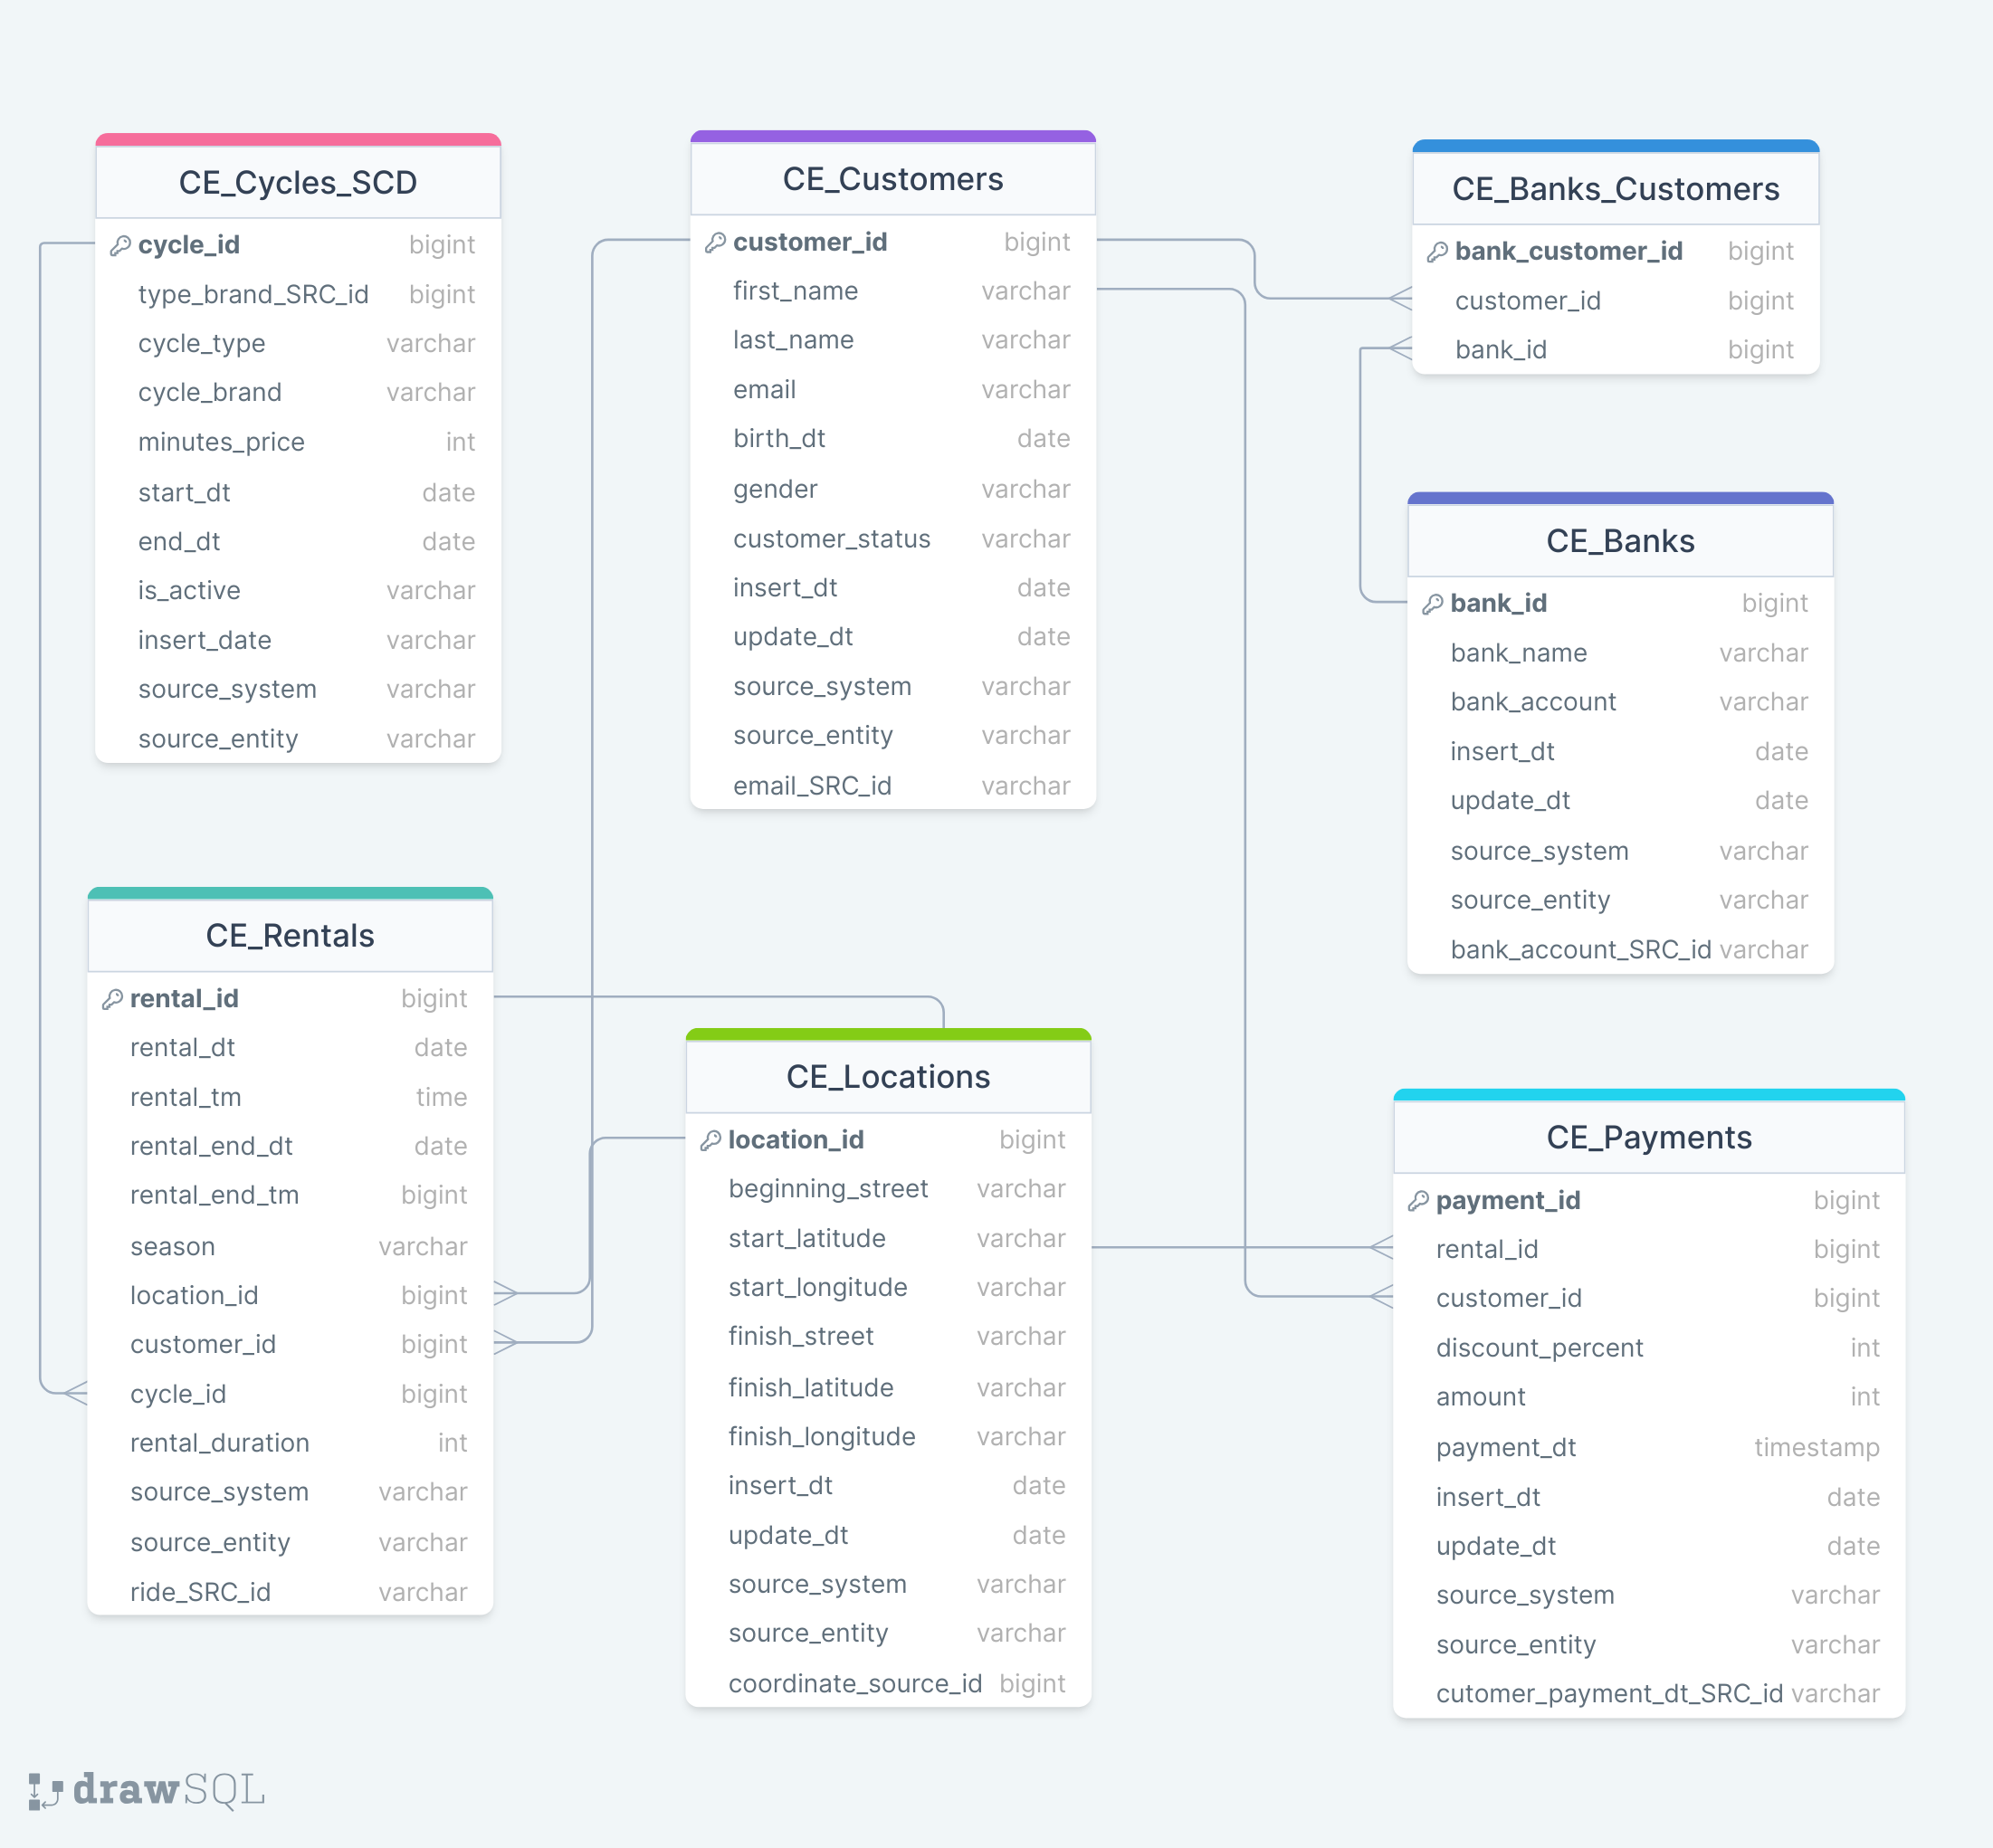 CE_Cycles_SCD
cycle_id bigint
type_brand_SRC_id bigint
cycle_type varchar
cycle_brand varchar
minutes_price int
start_dt date
end_dt date
is_active varchar
insert_date varchar
source_system varchar
source_entity varchar
CE_Customers
customer_id bigint
first_name varchar
last_name varchar
email varchar
birth_dt date
gender varchar
customer_status varchar
insert_dt date
update_dt date
source_system varchar
source_entity varchar
email_SRC_id varchar
CE_Banks_Customers
bank_customer_id bigint
customer_id bigint
bank_id bigint
CE_Banks
bank_id bigint
bank_name varchar
bank_account varchar
insert_dt date
update_dt date
source_system varchar
source_entity varchar
bank_account_SRC_id varchar
CE_Rentals
rental_id bigint
rental_dt date
rental_tm time
rental_end_dt date
rental_end_tm bigint
season varchar
location_id bigint
customer_id bigint
cycle_id bigint
rental_duration int
source_system varchar
source_entity varchar
ride_SRC_id varchar
CE_Locations
location_id bigint
beginning_street varchar
start_latitude varchar
start_longitude varchar
finish_street varchar
finish_latitude varchar
finish_longitude varchar
insert_dt date
update_dt date
source_system varchar
source_entity varchar
coordinate_source_id bigint
CE_Payments
payment_id bigint
rental_id bigint
customer_id bigint
discount_percent int
amount int
payment_dt timestamp
insert_dt date
update_dt date
source_system varchar
source_entity varchar
cutomer_payment_dt_SRC_id varchar
drawSQL